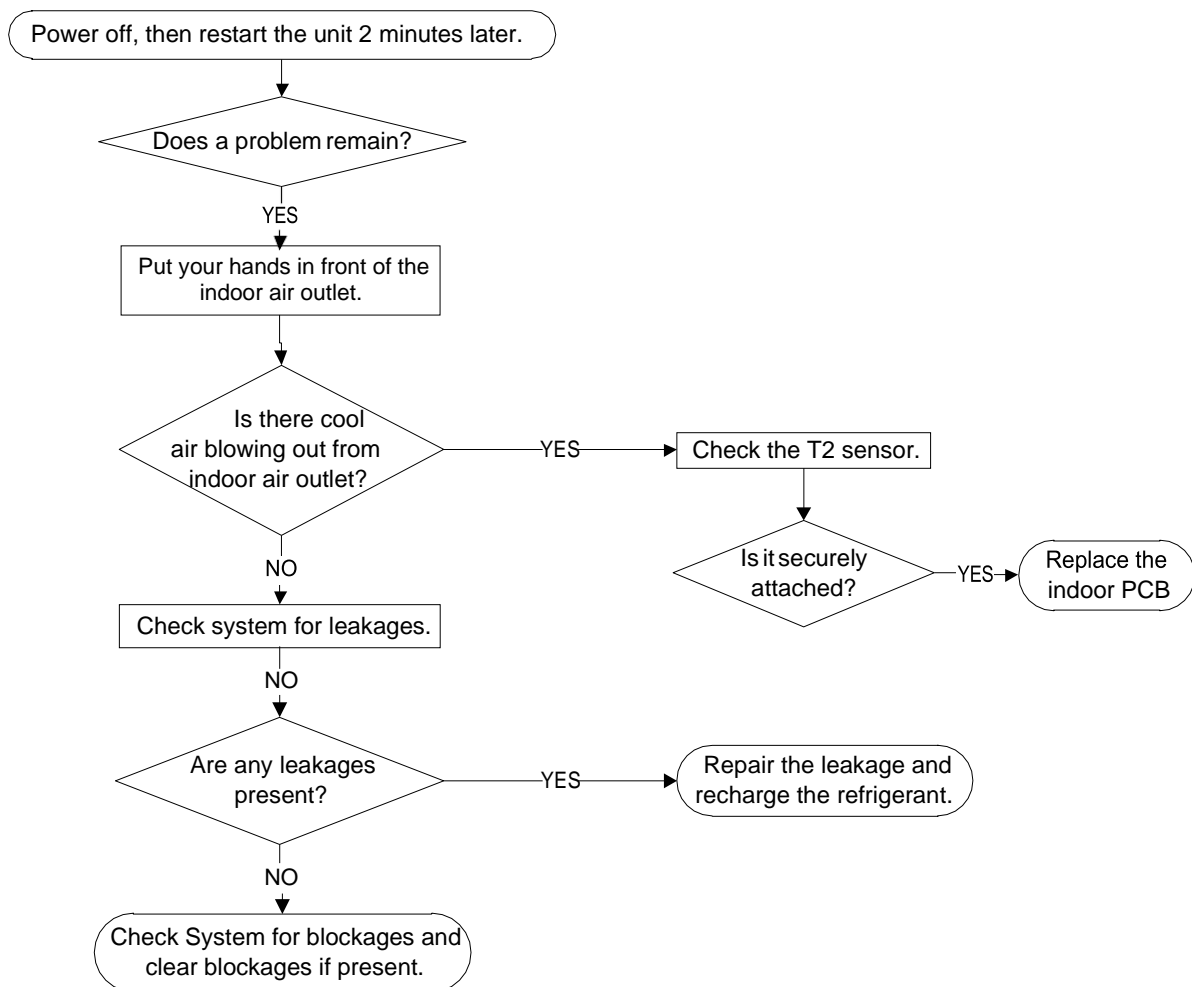 Power off, then restart the unit 2 minutes later.
Does a problem remain?
YES
Put your hands in front of the
indoor air outlet.
Is there cool
air blowing out from
indoor air outlet?
YES
Check the T2 sensor.
Is it securely
attached?
YES
Replace the
indoor PCB
NO
Check system for leakages.
NO
Are any leakages
present?
YES
Repair the leakage and
recharge the refrigerant.
NO
Check System for blockages and
clear blockages if present.